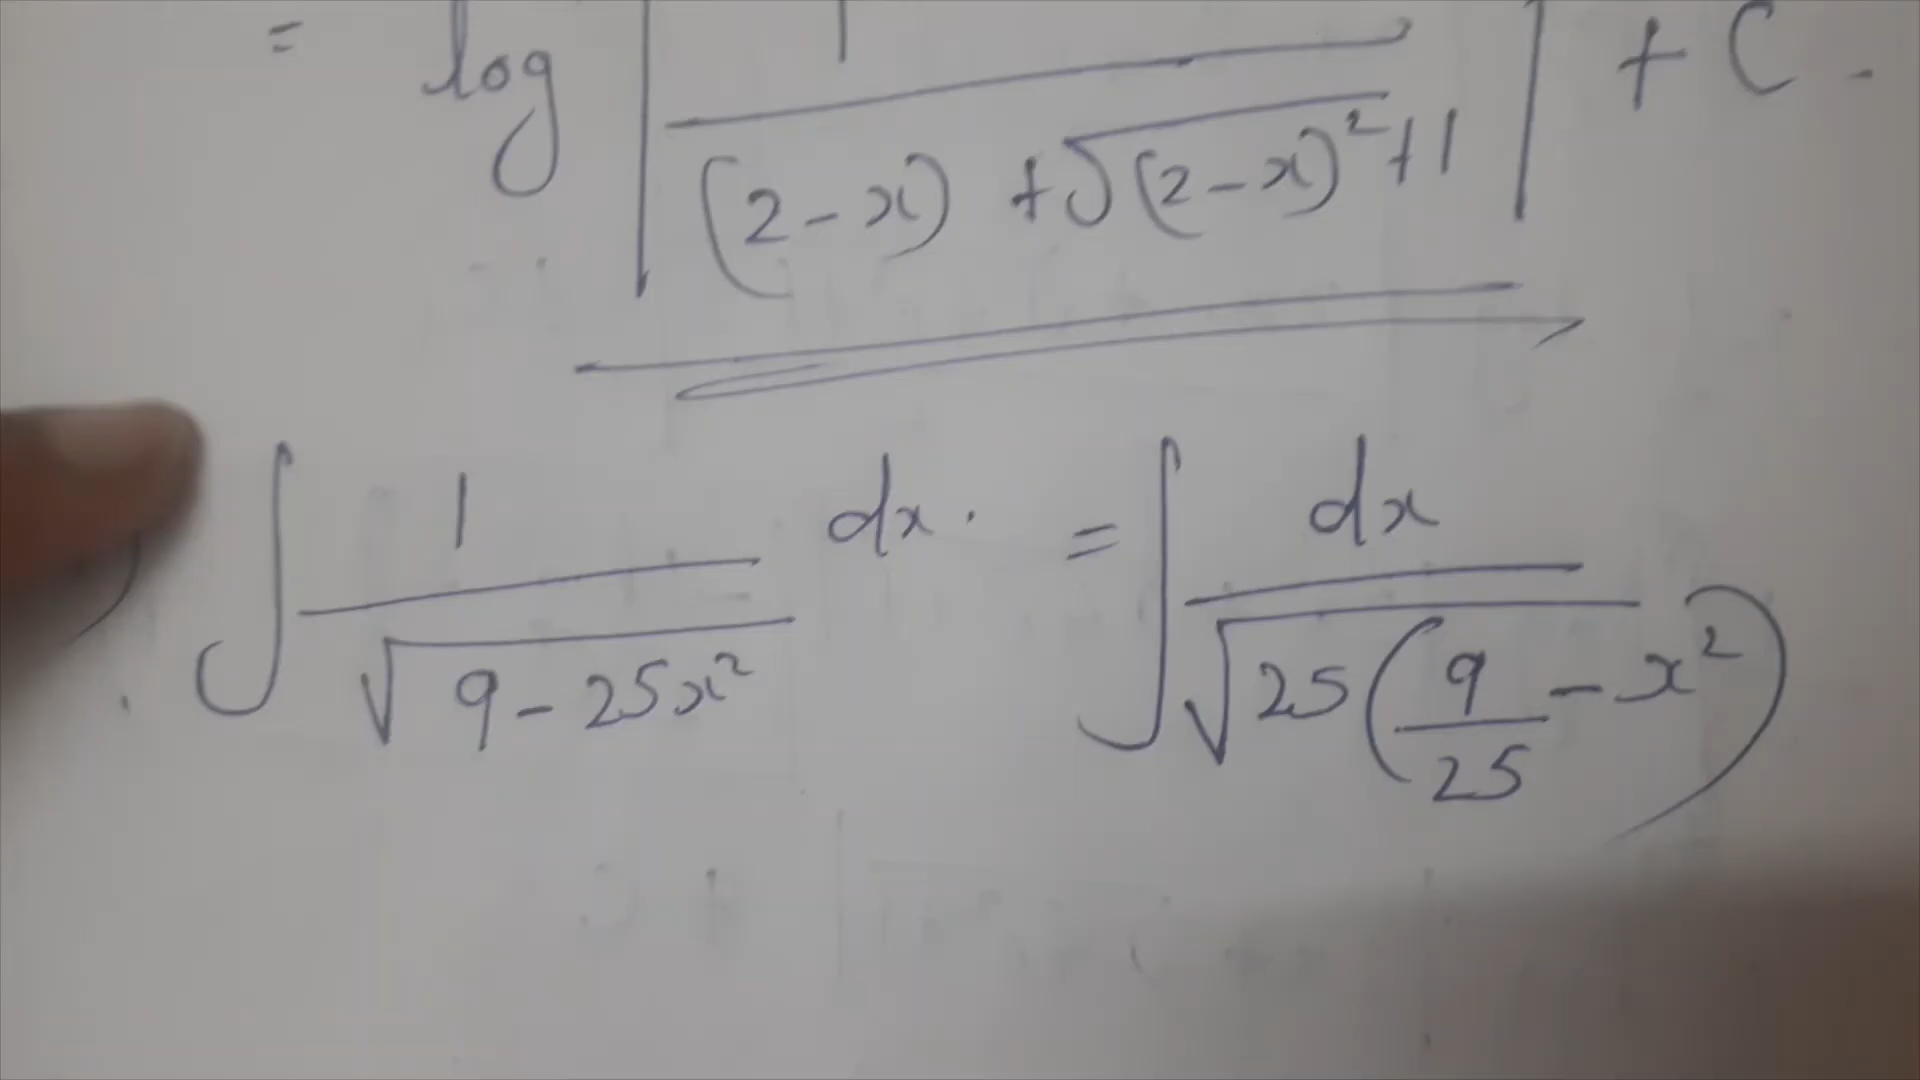 = log | 1 / ((2-x) + √((2-x)²+1)) | + C.
∫ 1/√(9-25x²) dx. = ∫ dx/√(25(9/25 - x²))